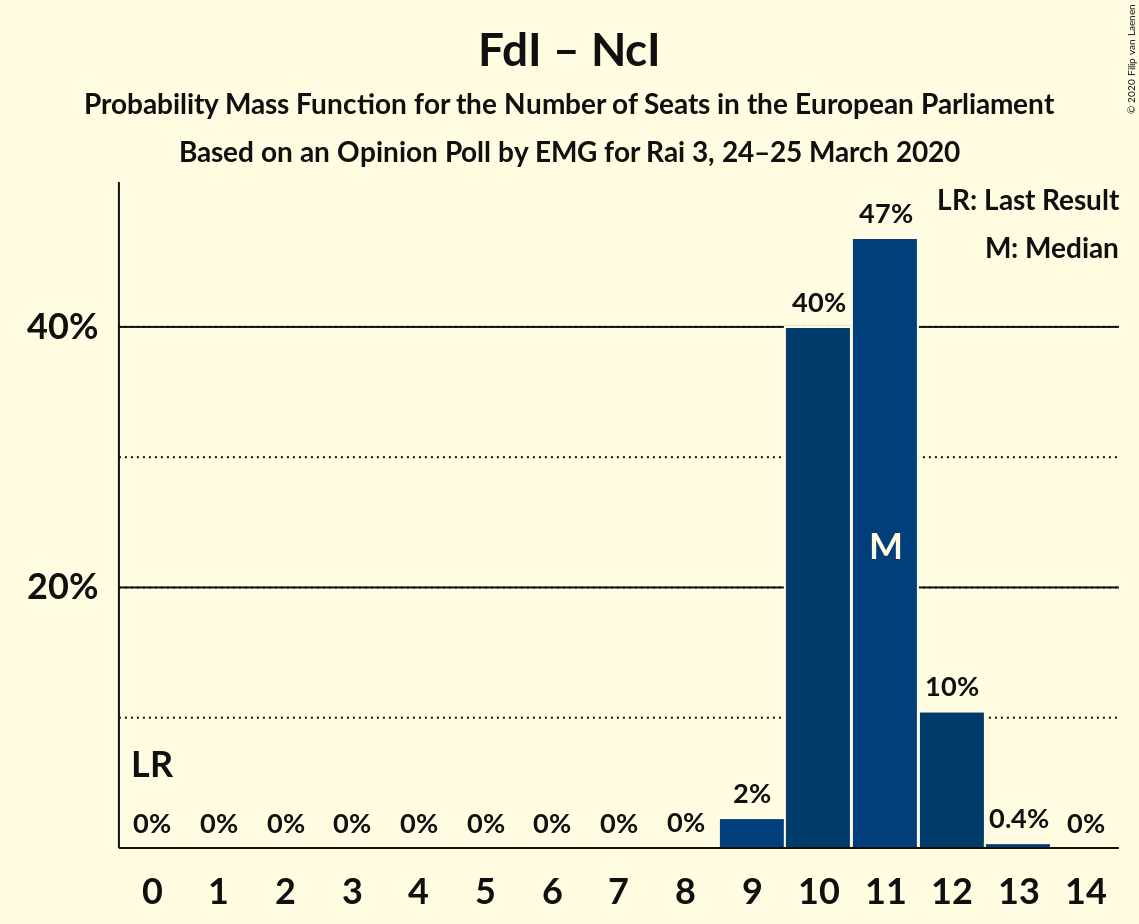 FdI – NcI
Probability Mass Function for the Number of Seats in the European Parliament
Based on an Opinion Poll by EMG for Rai 3, 24–25 March 2020
© 2020 Filip van Laenen
LR: Last Result
M: Median
40%
20%
LR
M
0% 0% 0% 0% 0% 0% 0% 0% 0% 2% 40% 47% 10% 0.4% 0%
0 1 2 3 4 5 6 7 8 9 10 11 12 13 14